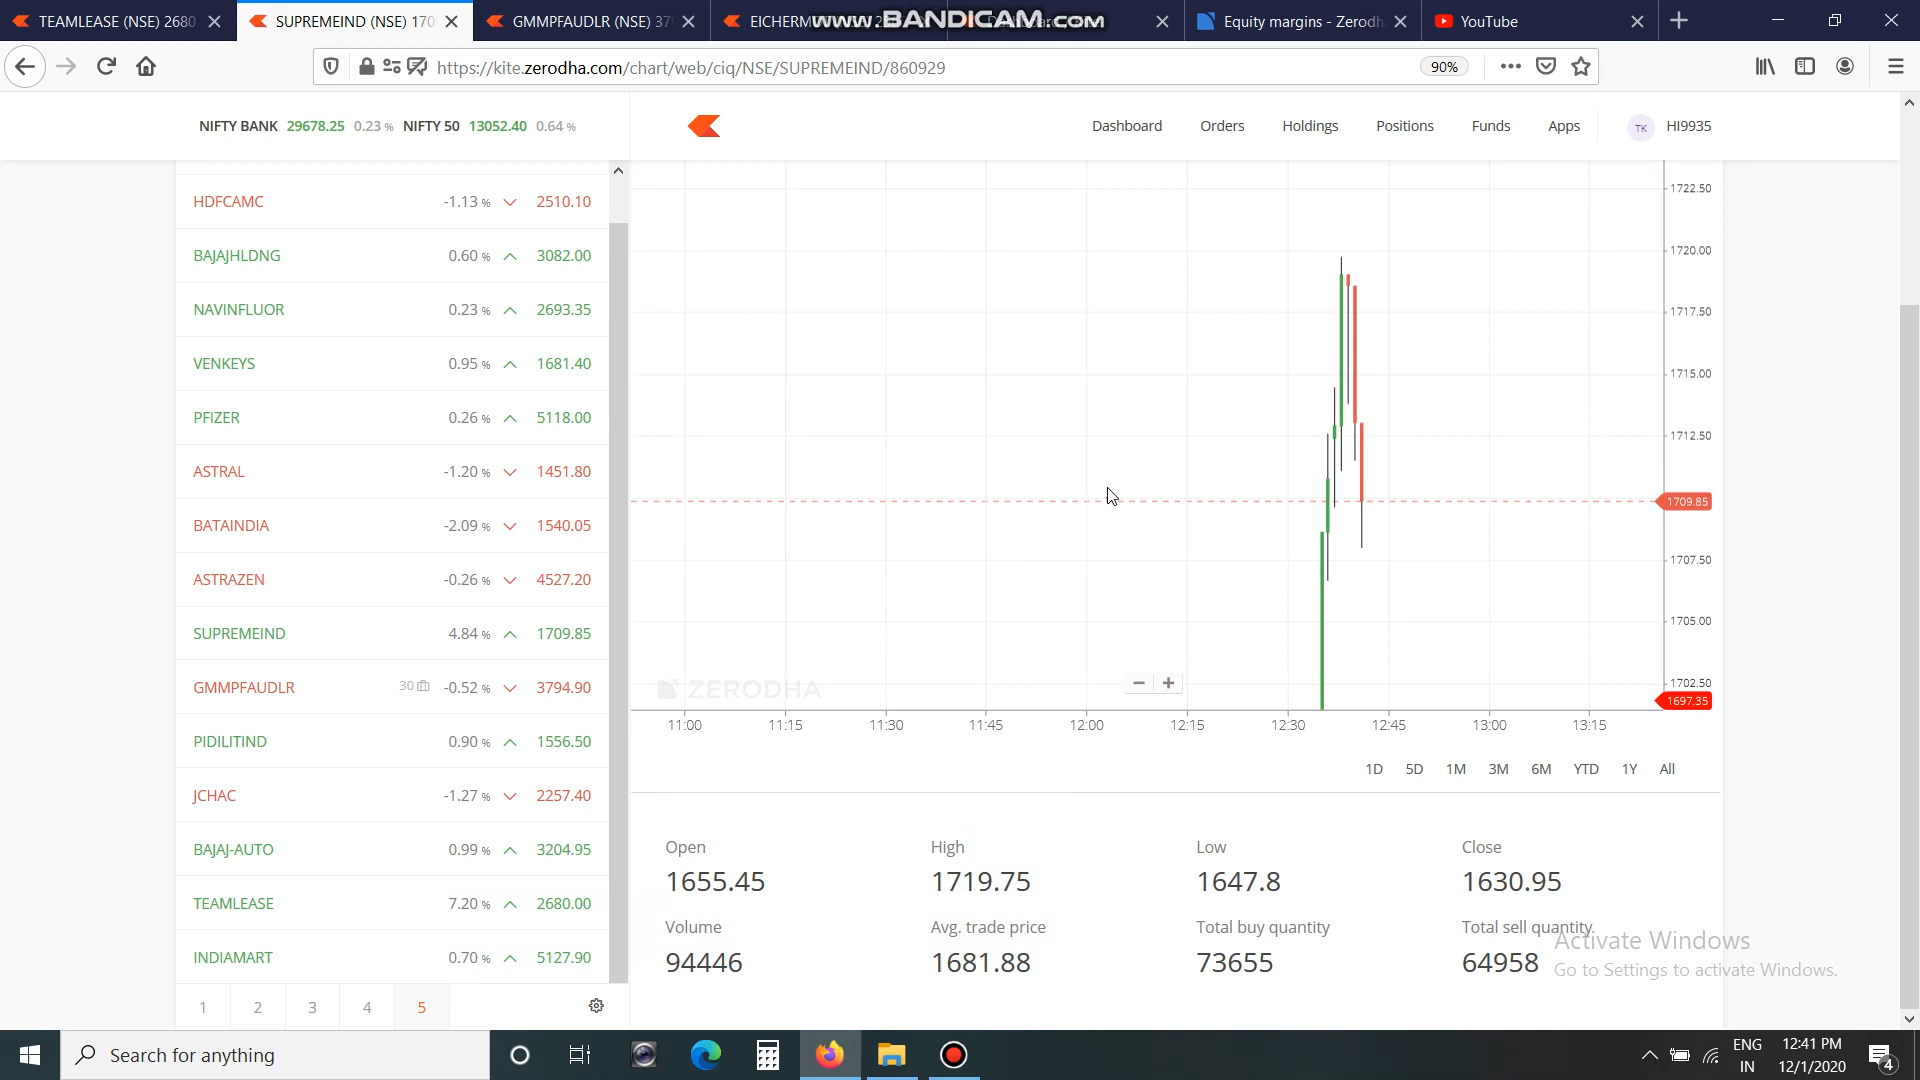 TEAMLEASE (NSE) 2680
SUPREMEIND (NSE) 170
GMMPFAUDLR (NSE) 379
EICHERM
www.BANDICAM.com
Equity margins - Zerodh
YouTube
https://kite.zerodha.com/chart/web/ciq/NSE/SUPREMEIND/860929
90%
NIFTY BANK 29678.25 0.23 % NIFTY 50 13052.40 0.64 %
Dashboard Orders Holdings Positions Funds Apps TK HI9935
HDFCAMC -1.13 % 2510.10
BAJAJHLDNG 0.60 % 3082.00
NAVINFLUOR 0.23 % 2693.35
VENKEYS 0.95 % 1681.40
PFIZER 0.26 % 5118.00
ASTRAL -1.20 % 1451.80
BATAINDIA -2.09 % 1540.05
ASTRAZEN -0.26 % 4527.20
SUPREMEIND 4.84 % 1709.85
GMMPFAUDLR 30 -0.52 % 3794.90
PIDILITIND 0.90 % 1556.50
JCHAC -1.27 % 2257.40
BAJAJ-AUTO 0.99 % 3204.95
TEAMLEASE 7.20 % 2680.00
INDIAMART 0.70 % 5127.90
1 2 3 4 5
1722.50
1720.00
1717.50
1715.00
1712.50
1709.85
1707.50
1705.00
1702.50
1697.35
ZERODHA
11:00 11:15 11:30 11:45 12:00 12:15 12:30 12:45 13:00 13:15
1D 5D 1M 3M 6M YTD 1Y All
Open High Low Close
1655.45 1719.75 1647.8 1630.95
Volume Avg. trade price Total buy quantity Total sell quantity
94446 1681.88 73655 64958
Activate Windows
Go to Settings to activate Windows.
Search for anything
ENG
IN
12:41 PM
12/1/2020
4